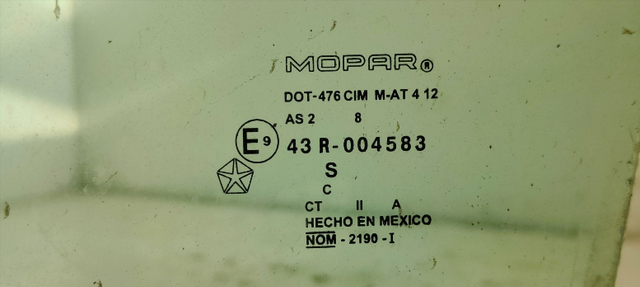 MOPAR®
DOT-476 CIM M-AT 4 12
AS 2 8
E9 43 R-004583
S
C
CT II A
HECHO EN MEXICO
NOM - 2190 - I